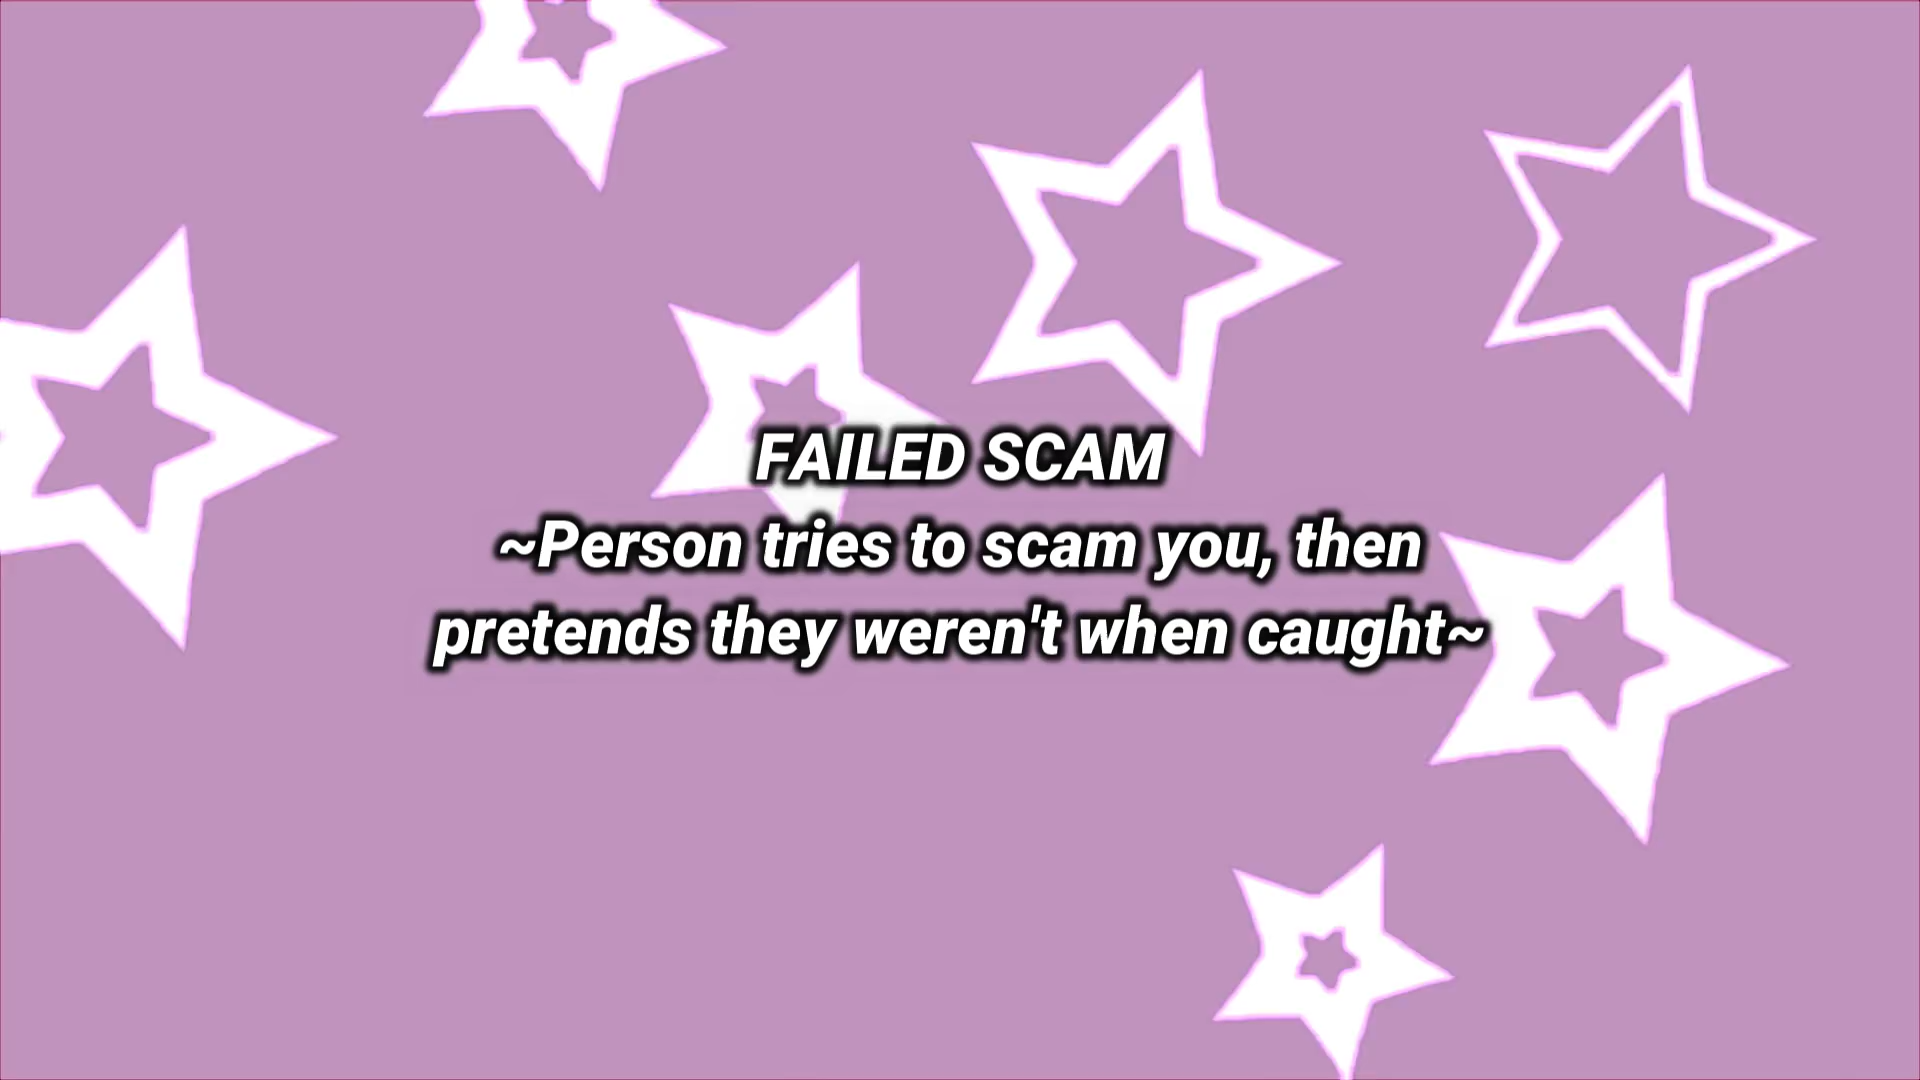 FAILED SCAM
~Person tries to scam you, then
pretends they weren't when caught~